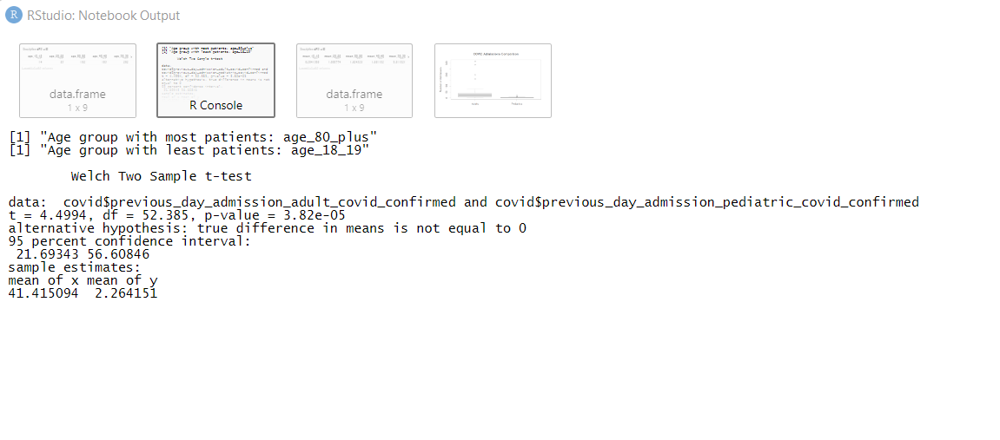 R RStudio: Notebook Output
data.frame
1 x 9
R Console
data.frame
1 x 9
COVID Admissions Comparison
[1] "Age group with most patients: age_80_plus"
[1] "Age group with least patients: age_18_19"
Welch Two Sample t-test
data:  covid$previous_day_admission_adult_covid_confirmed and covid$previous_day_admission_pediatric_covid_confirmed
t = 4.4994, df = 52.385, p-value = 3.82e-05
alternative hypothesis: true difference in means is not equal to 0
95 percent confidence interval:
21.69343 56.60846
sample estimates:
mean of x mean of y
41.415094  2.264151